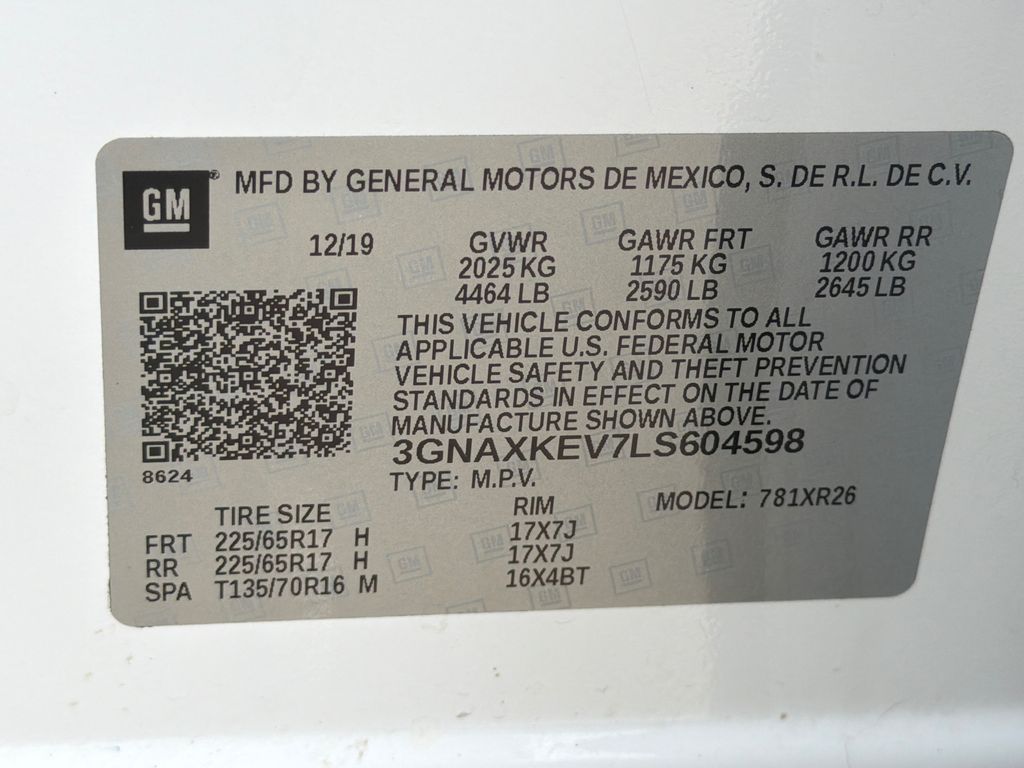 GM® MFD BY GENERAL MOTORS DE MEXICO, S. DE R.L. DE C.V.
12/19 GVWR GAWR FRT GAWR RR
2025 KG 1175 KG 1200 KG
4464 LB 2590 LB 2645 LB
THIS VEHICLE CONFORMS TO ALL
APPLICABLE U.S. FEDERAL MOTOR
VEHICLE SAFETY AND THEFT PREVENTION
STANDARDS IN EFFECT ON THE DATE OF
MANUFACTURE SHOWN ABOVE.
3GNAXKEV7LS604598
8624 TYPE: M.P.V.
TIRE SIZE RIM MODEL: 781XR26
FRT 225/65R17 H 17X7J
RR 225/65R17 H 17X7J
SPA T135/70R16 M 16X4BT